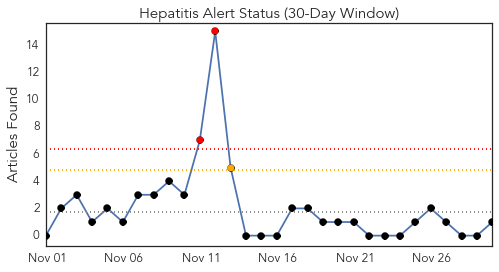 Hepatitis Alert Status (30-Day Window)
Articles Found
14
12
10
8
6
4
2
0
Nov 01 Nov 06 Nov 11 Nov 16 Nov 21 Nov 26